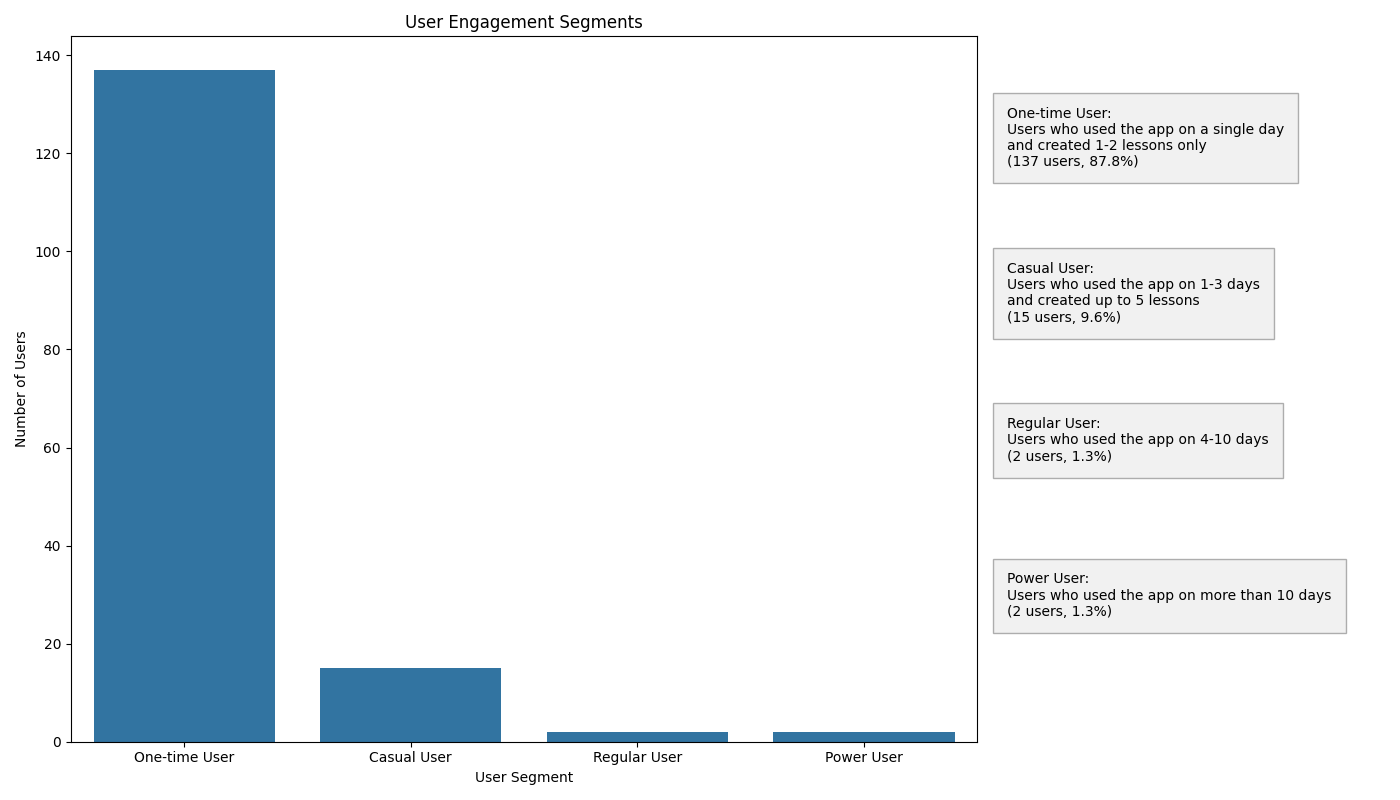 User Engagement Segments
Number of Users
140
120
100
80
60
40
20
0
One-time User
Casual User
Regular User
Power User
User Segment
One-time User:
Users who used the app on a single day
and created 1-2 lessons only
(137 users, 87.8%)
Casual User:
Users who used the app on 1-3 days
and created up to 5 lessons
(15 users, 9.6%)
Regular User:
Users who used the app on 4-10 days
(2 users, 1.3%)
Power User:
Users who used the app on more than 10 days
(2 users, 1.3%)